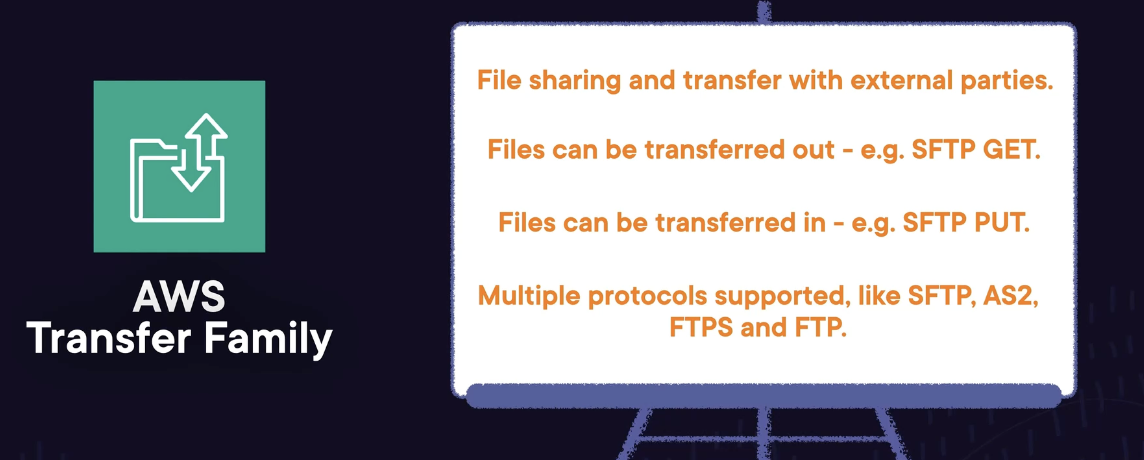 AWS
Transfer Family
File sharing and transfer with external parties.
Files can be transferred out - e.g. SFTP GET.
Files can be transferred in - e.g. SFTP PUT.
Multiple protocols supported, like SFTP, AS2,
FTPS and FTP.